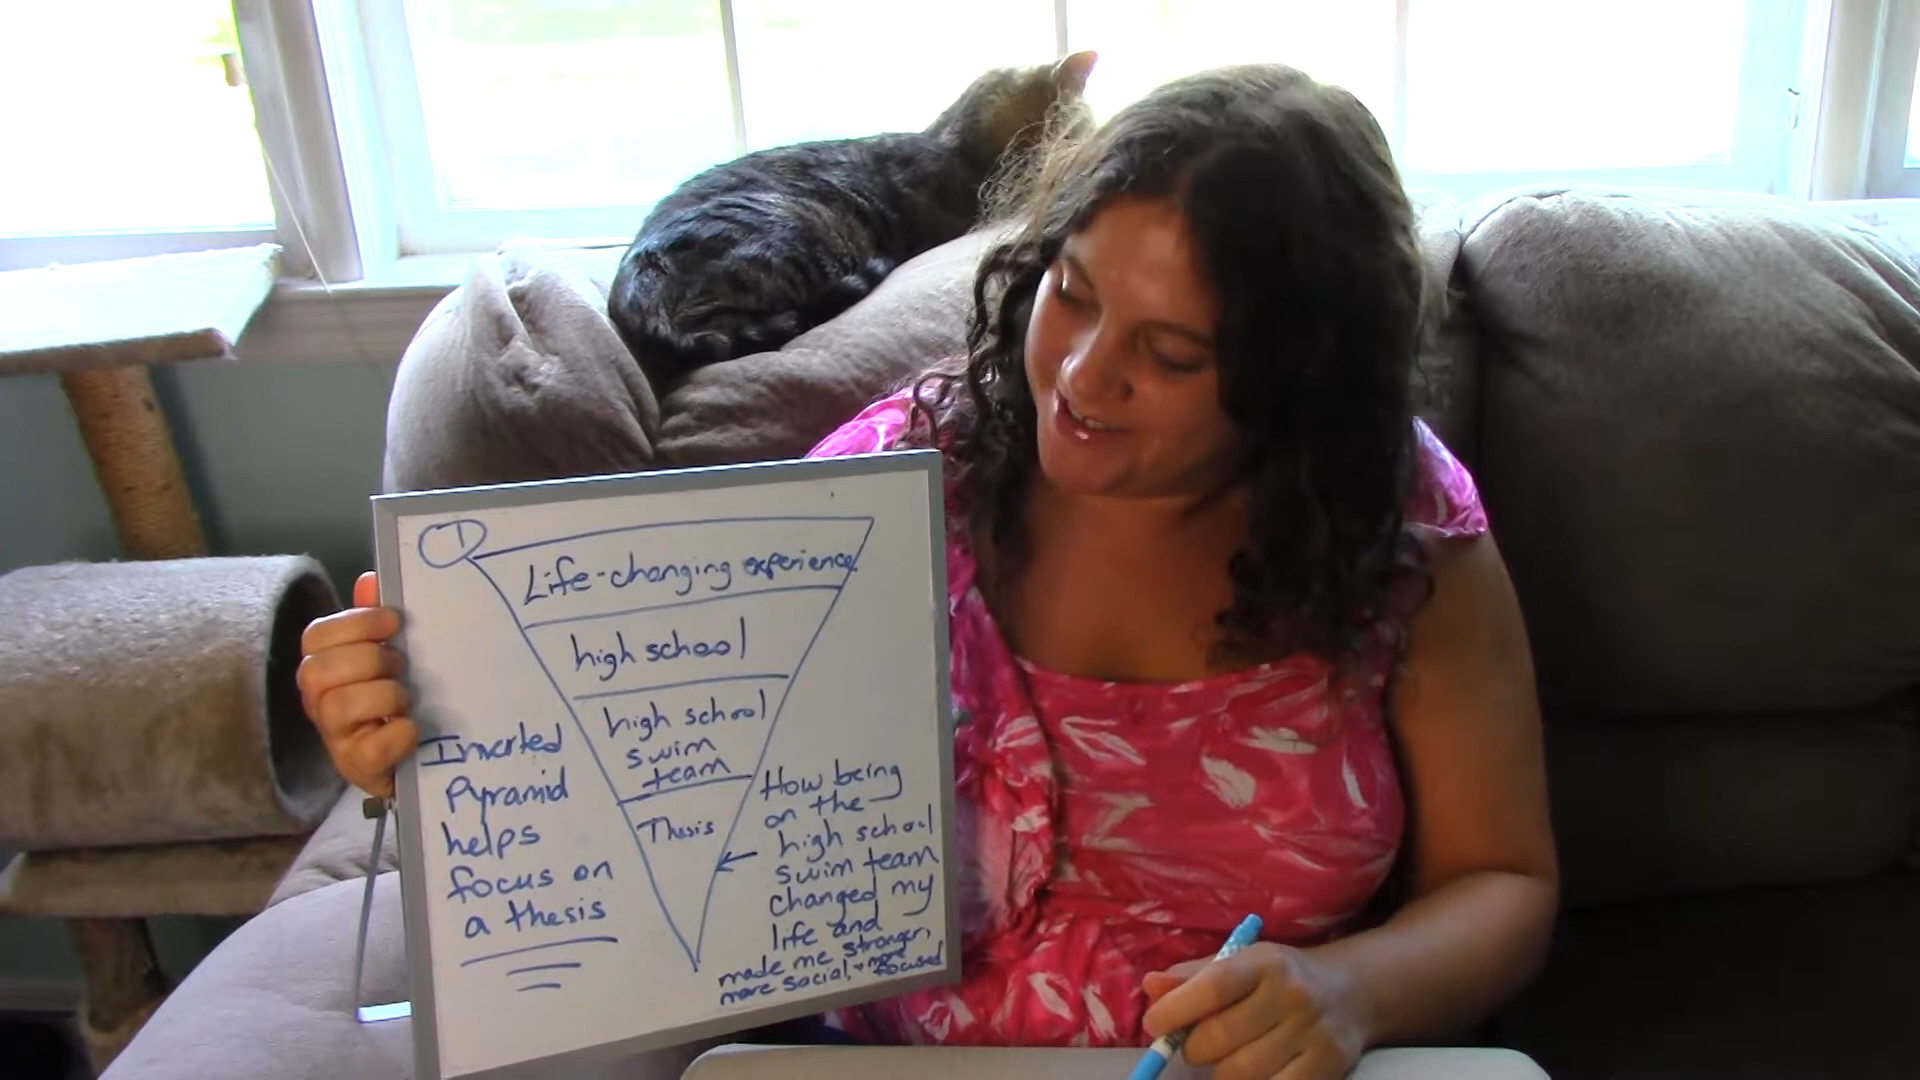 1
Life-changing experience
high school
high school
swim
team
Thesis
Inverted
Pyramid
helps
focus on
a thesis
How being
on the
high school
swim team
changed my
life and
made me stronger,
more social, + more focused